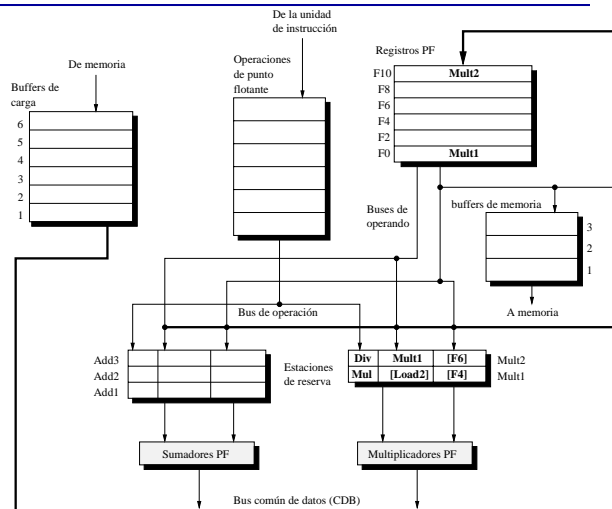 De la unidad
de instrucción
Registros PF
De memoria
Operaciones
de punto
flotante
Buffers de
carga
F10 Mult2
F8
F6
F4
F2
F0 Mult1
6
5
4
3
2
1
Buses de
operando
buffers de memoria
3
2
1
Bus de operación
A memoria
Add3
Add2
Add1
Estaciones
de reserva
Div Mult1 [F6] Mult2
Mul [Load2] [F4] Mult1
Sumadores PF
Multiplicadores PF
Bus común de datos (CDB)